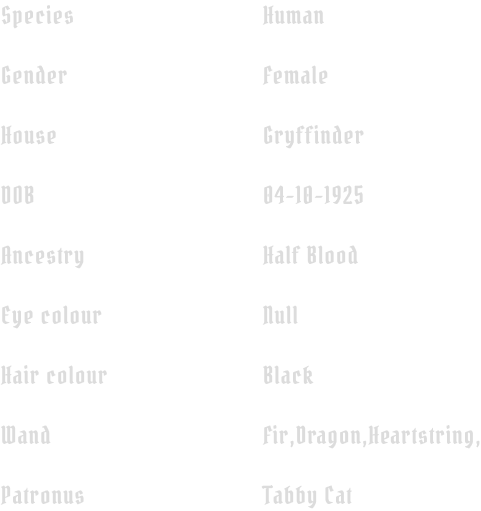 Species Human
Gender Female
House Gryffinder
DOB 04-10-1925
Ancestry Half Blood
Eye colour Null
Hair colour Black
Wand Fir,Dragon,Heartstring,
Patronus Tabby Cat